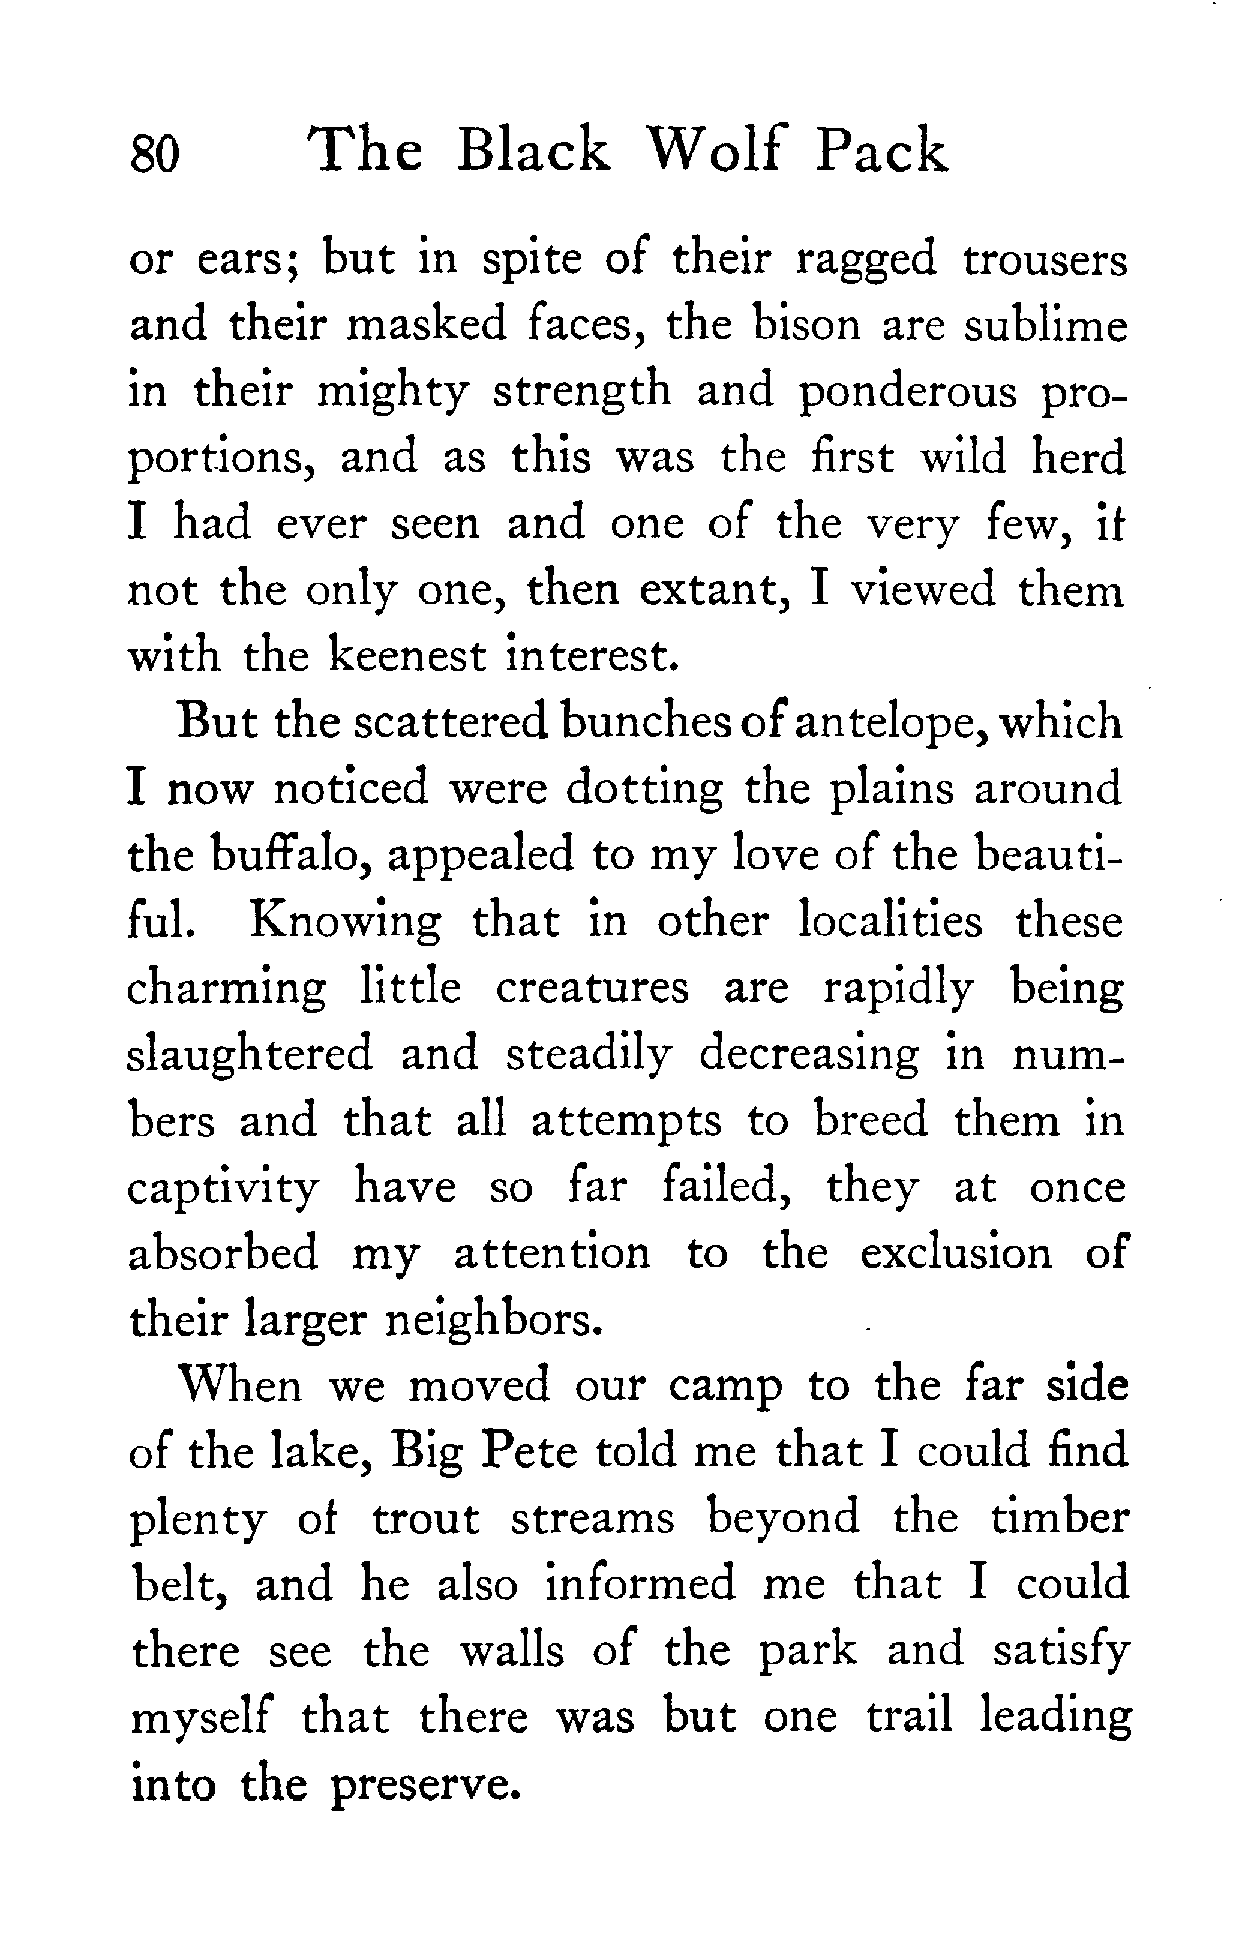 80 The Black Wolf Pack
or ears; but in spite of their ragged trousers
and their masked faces, the bison are sublime
in their mighty strength and ponderous pro-
portions, and as this was the first wild herd
I had ever seen and one of the very few, if
not the only one, then extant, I viewed them
with the keenest interest.
But the scattered bunches of antelope, which
I now noticed were dotting the plains around
the buffalo, appealed to my love of the beauti-
ful. Knowing that in other localities these
charming little creatures are rapidly being
slaughtered and steadily decreasing in num-
bers and that all attempts to breed them in
captivity have so far failed, they at once
absorbed my attention to the exclusion of
their larger neighbors.
When we moved our camp to the far side
of the lake, Big Pete told me that I could find
plenty of trout streams beyond the timber
belt, and he also informed me that I could
there see the walls of the park and satisfy
myself that there was but one trail leading
into the preserve.